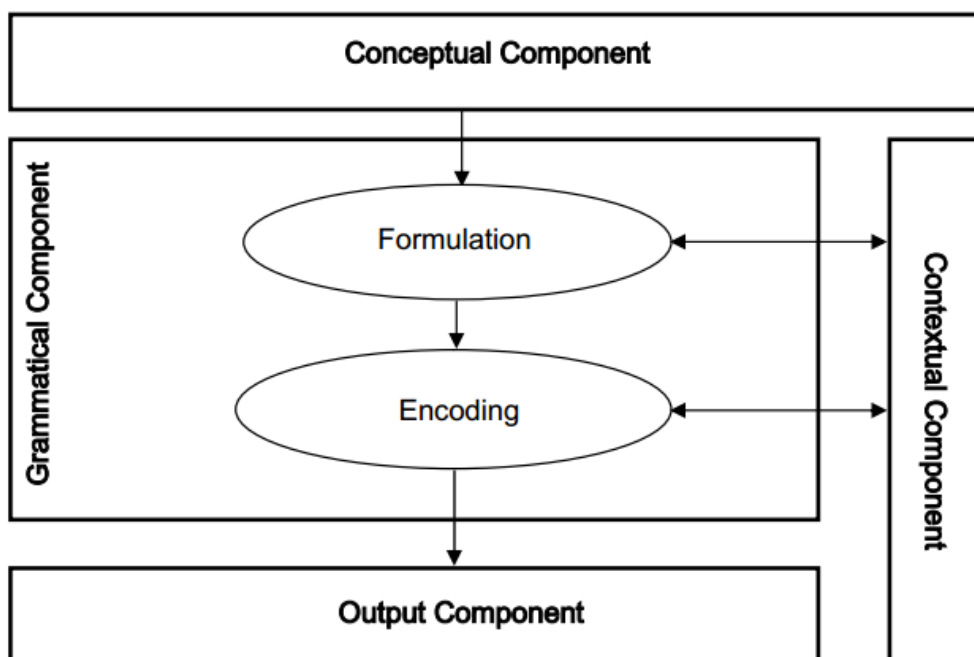 Conceptual Component
Grammatical Component
Formulation
Encoding
Contextual Component
Output Component